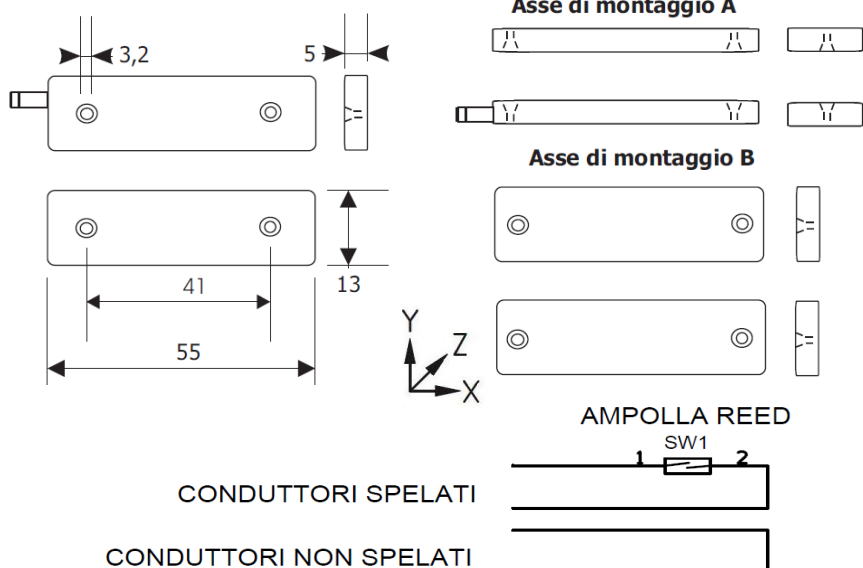 Asse di montaggio A
3,2
5
Asse di montaggio B
41
13
55
Y
Z
X
AMPOLLA REED
SW1
1
2
CONDUTTORI SPELATI
CONDUTTORI NON SPELATI